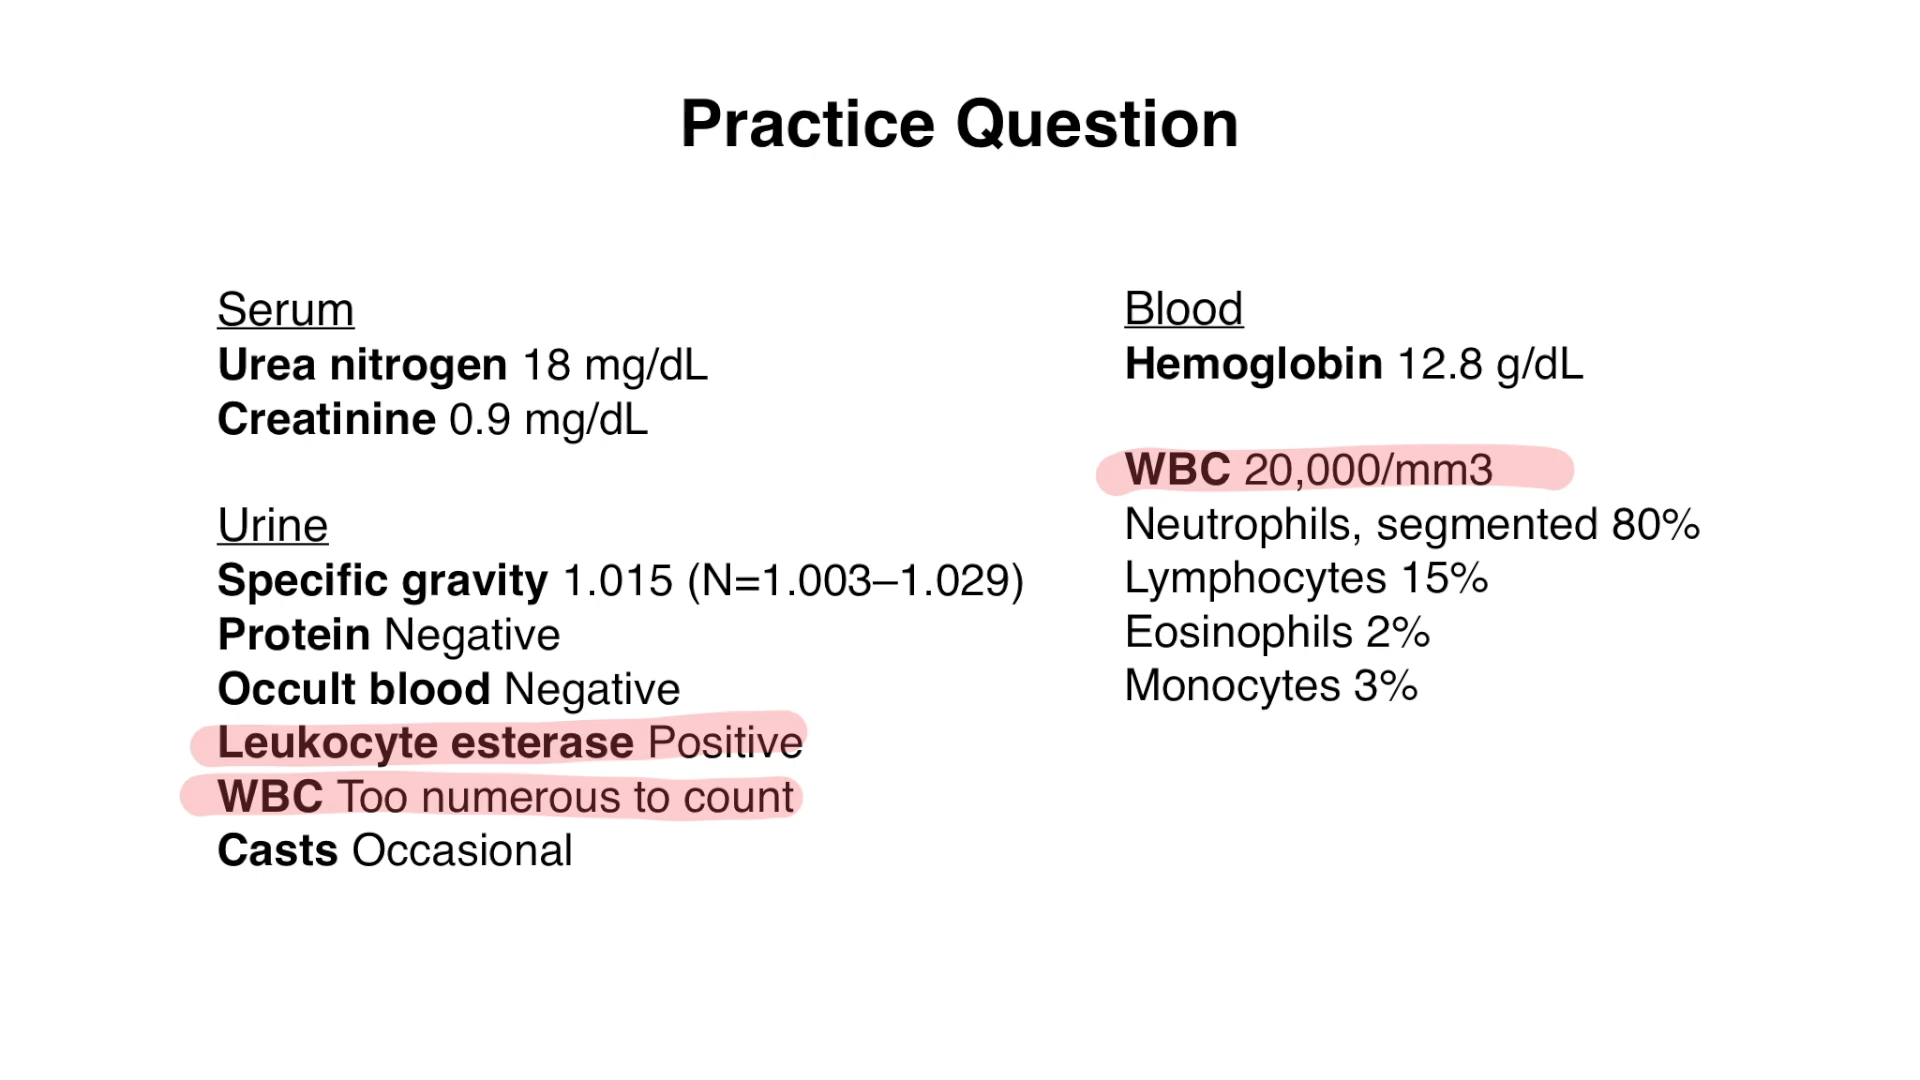 Practice Question
Serum
Urea nitrogen 18 mg/dL
Creatinine 0.9 mg/dL
Urine
Specific gravity 1.015 (N=1.003–1.029)
Protein Negative
Occult blood Negative
Leukocyte esterase Positive
WBC Too numerous to count
Casts Occasional
Blood
Hemoglobin 12.8 g/dL
WBC 20,000/mm3
Neutrophils, segmented 80%
Lymphocytes 15%
Eosinophils 2%
Monocytes 3%